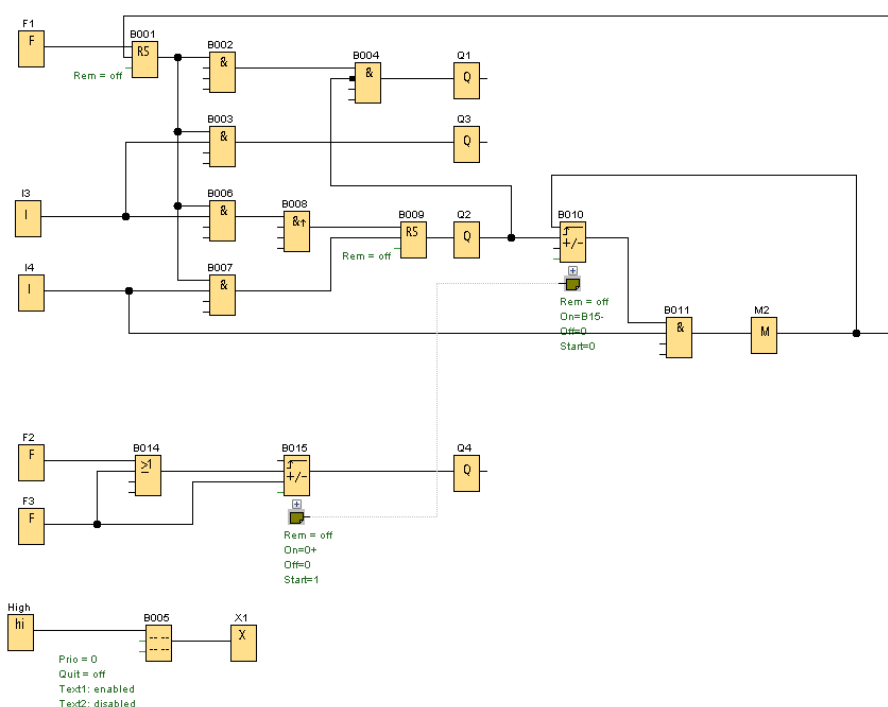 F1
F
B001
RS
Rem = off
B002
&
B004
&
Q1
Q
B003
&
Q3
Q
I3
I
B006
&
B008
&↑
B009
RS
Rem = off
Q2
Q
B010
+/-
Rem = off
On=B15-
Off=0
Start=0
I4
I
B007
&
B011
&
M2
M
F2
F
B014
≥1
B015
+/-
Rem = off
On=0+
Off=0
Start=1
Q4
Q
F3
F
High
hi
B005
X1
X
Prio = 0
Quit = off
Text1: enabled
Text2: disabled